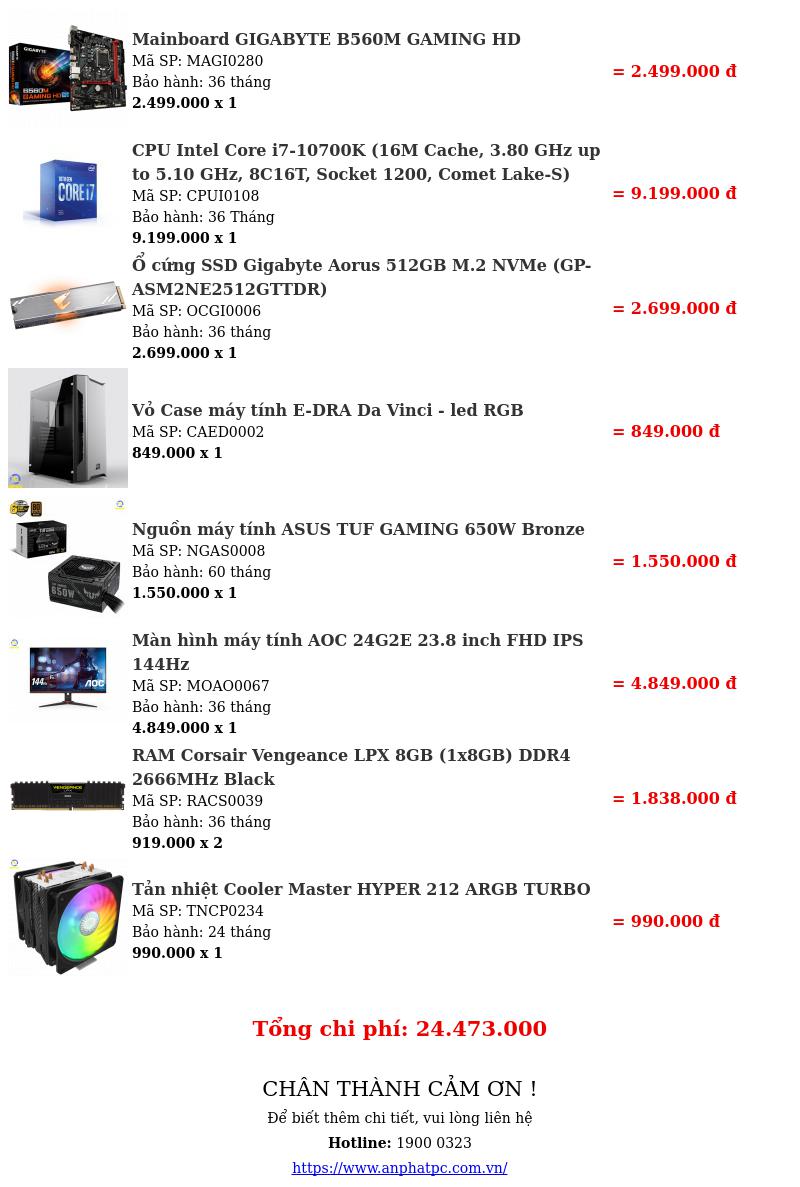 Mainboard GIGABYTE B560M GAMING HD
Mã SP: MAGI0280
Bảo hành: 36 tháng
2.499.000 x 1
= 2.499.000 đ
CPU Intel Core i7-10700K (16M Cache, 3.80 GHz up
to 5.10 GHz, 8C16T, Socket 1200, Comet Lake-S)
Mã SP: CPUI0108
Bảo hành: 36 Tháng
9.199.000 x 1
= 9.199.000 đ
Ổ cứng SSD Gigabyte Aorus 512GB M.2 NVMe (GP-
ASM2NE2512GTTDR)
Mã SP: OCGI0006
Bảo hành: 36 tháng
2.699.000 x 1
= 2.699.000 đ
Vỏ Case máy tính E-DRA Da Vinci - led RGB
Mã SP: CAED0002
849.000 x 1
= 849.000 đ
Nguồn máy tính ASUS TUF GAMING 650W Bronze
Mã SP: NGAS0008
Bảo hành: 60 tháng
1.550.000 x 1
= 1.550.000 đ
Màn hình máy tính AOC 24G2E 23.8 inch FHD IPS
144Hz
Mã SP: MOAO0067
Bảo hành: 36 tháng
4.849.000 x 1
= 4.849.000 đ
RAM Corsair Vengeance LPX 8GB (1x8GB) DDR4
2666MHz Black
Mã SP: RACS0039
Bảo hành: 36 tháng
919.000 x 2
= 1.838.000 đ
Tản nhiệt Cooler Master HYPER 212 ARGB TURBO
Mã SP: TNCP0234
Bảo hành: 24 tháng
990.000 x 1
= 990.000 đ
Tổng chi phí: 24.473.000
CHÂN THÀNH CẢM ƠN !
Để biết thêm chi tiết, vui lòng liên hệ
Hotline: 1900 0323
https://www.anphatpc.com.vn/